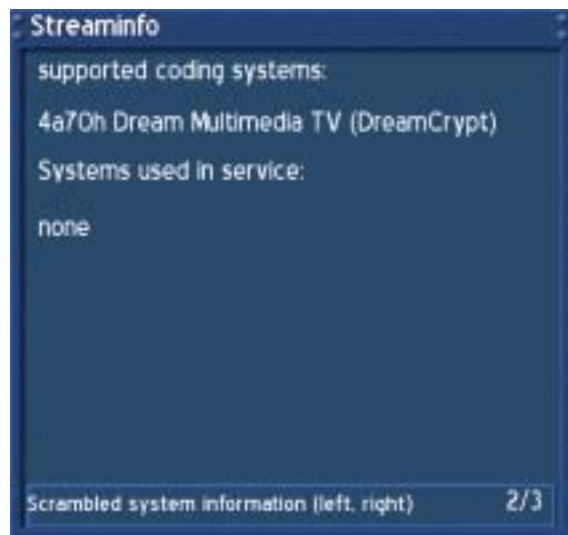 Streaminfo
supported coding systems:
4a70h Dream Multimedia TV (DreamCrypt)
Systems used in service:
none
Scrambled system information (left, right) 2/3